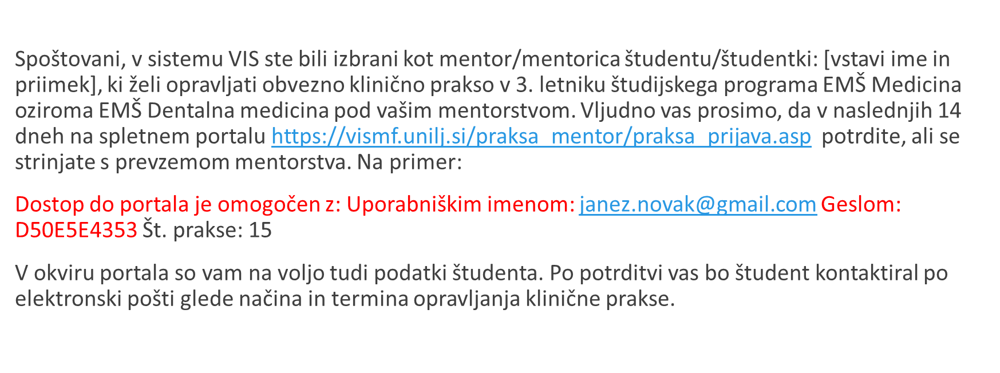 Spoštovani, v sistemu VIS ste bili izbrani kot mentor/mentorica študentu/študentki: [vstavi ime in
priimek], ki želi opravljati obvezno klinično prakso v 3. letniku študijskega programa EMŠ Medicina
oziroma EMŠ Dentalna medicina pod vašim mentorstvom. Vljudno vas prosimo, da v naslednjih 14
dneh na spletnem portalu https://vismf.unilj.si/praksa_mentor/praksa_prijava.asp potrdite, ali se
strinjate s prevzemom mentorstva. Na primer:
Dostop do portala je omogočen z: Uporabniškim imenom: janez.novak@gmail.com Geslom:
D50E5E4353 Št. prakse: 15
V okviru portala so vam na voljo tudi podatki študenta. Po potrditvi vas bo študent kontaktiral po
elektronski pošti glede načina in termina opravljanja klinične prakse.